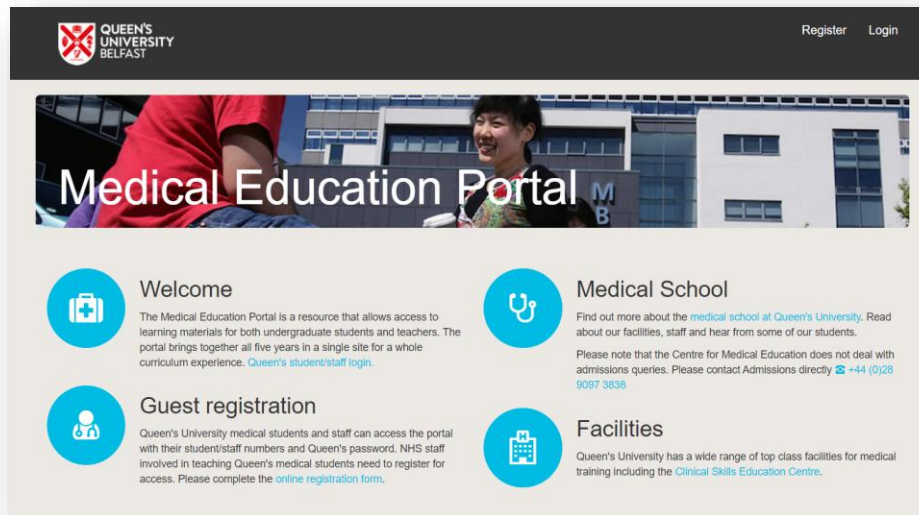 QUEEN'S
UNIVERSITY
BELFAST
Register Login
Medical Education Portal
M
B
Welcome
The Medical Education Portal is a resource that allows access to
learning materials for both undergraduate students and teachers. The
portal brings together all five years in a single site for a whole
curriculum experience. Queen's student/staff login.
Guest registration
Queen's University medical students and staff can access the portal
with their student/staff numbers and Queen's password. NHS staff
involved in teaching Queen's medical students need to register for
access. Please complete the online registration form.
Medical School
Find out more about the medical school at Queen's University. Read
about our facilities, staff and hear from some of our students.
Please note that the Centre for Medical Education does not deal with
admissions queries. Please contact Admissions directly ☎ +44 (0)28
9097 3838
Facilities
Queen's University has a wide range of top class facilities for medical
training including the Clinical Skills Education Centre.